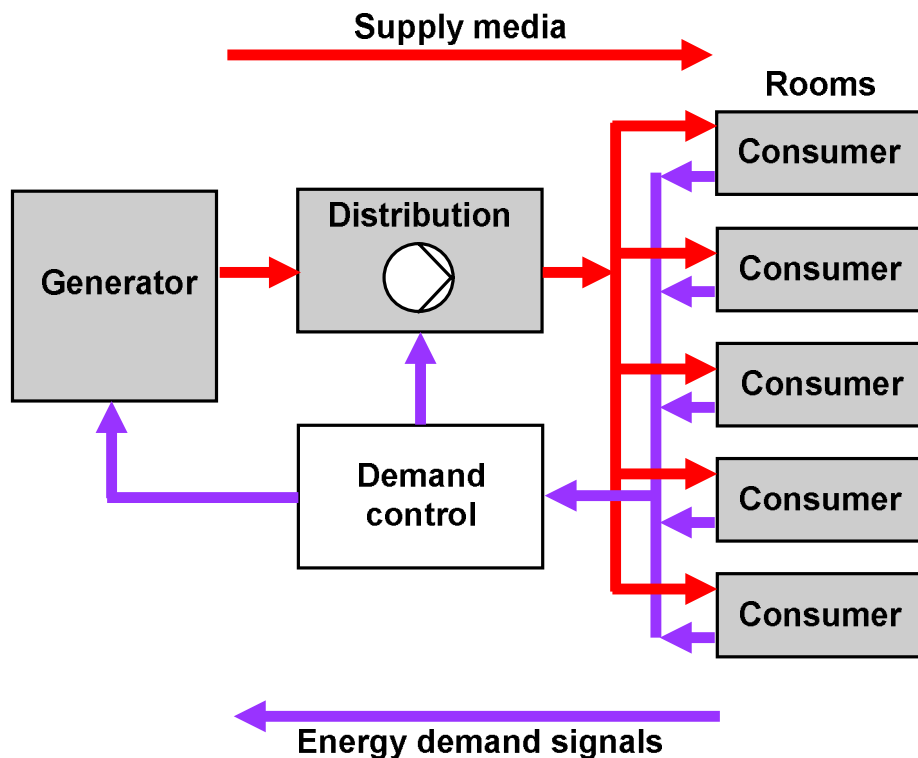 Supply media
Rooms
Consumer
Distribution
Generator
Consumer
Consumer
Demand
control
Consumer
Consumer
Energy demand signals